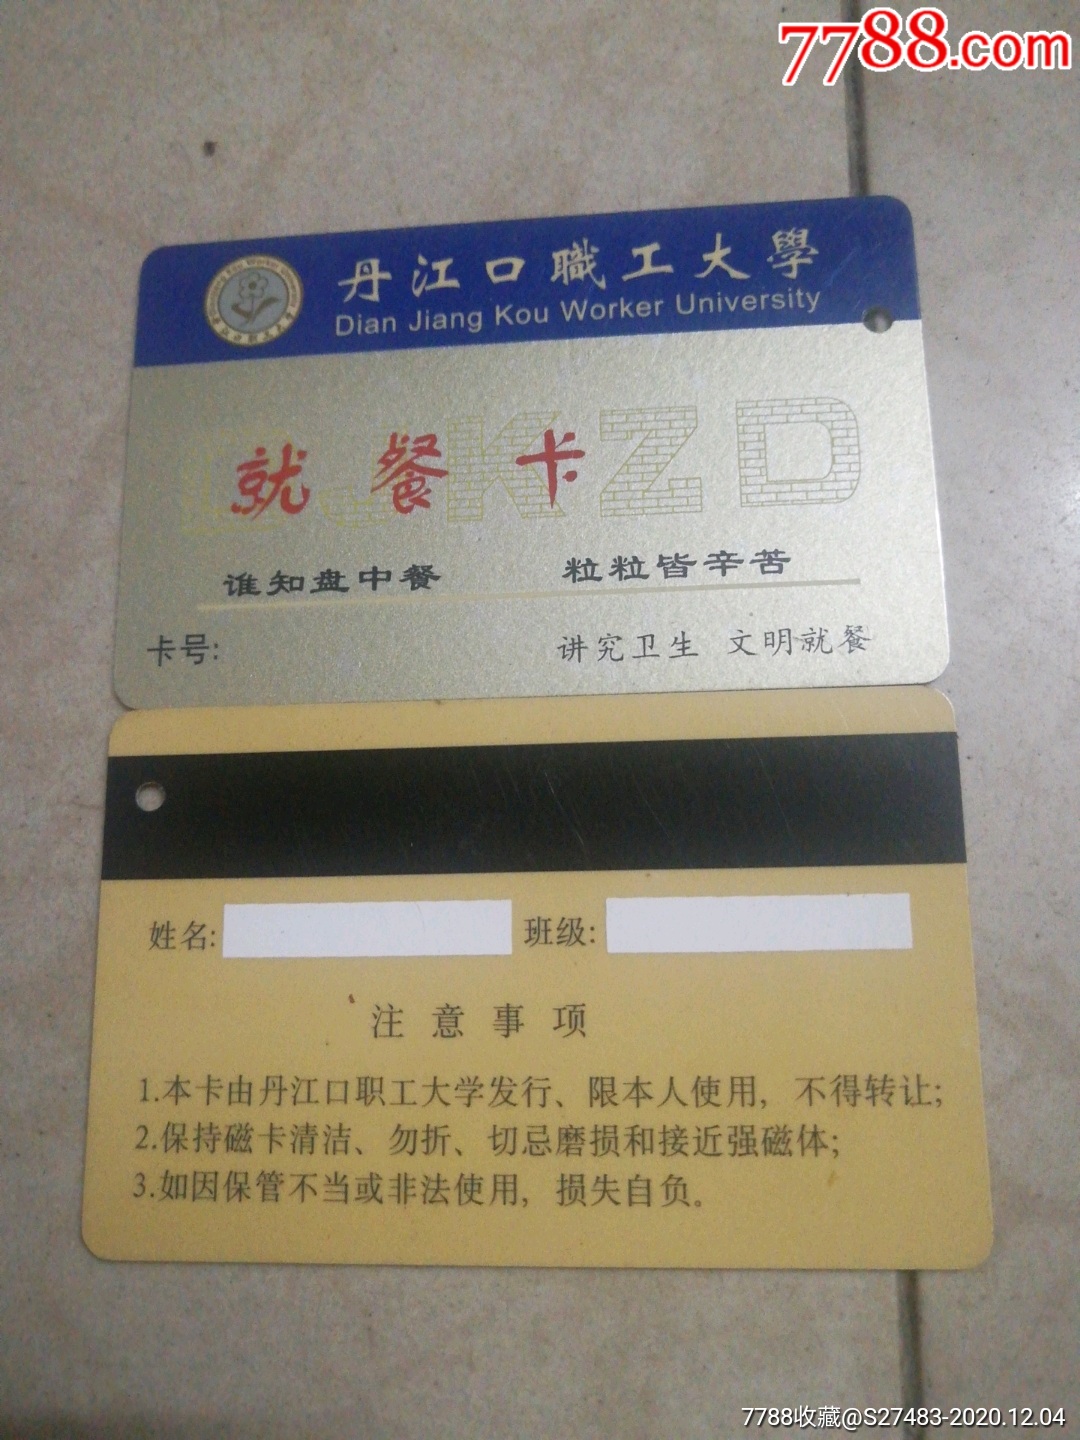 7788.com
丹江口職工大學
Dian Jiang Kou Worker University
KZD
就餐卡
谁知盘中餐 粒粒皆辛苦
卡号: 讲究卫生 文明就餐
姓名: 班级:
注意事项
1.本卡由丹江口职工大学发行、限本人使用，不得转让;
2.保持磁卡清洁、勿折、切忌磨损和接近强磁体;
3.如因保管不当或非法使用，损失自负。
7788收藏@S27483-2020.12.04